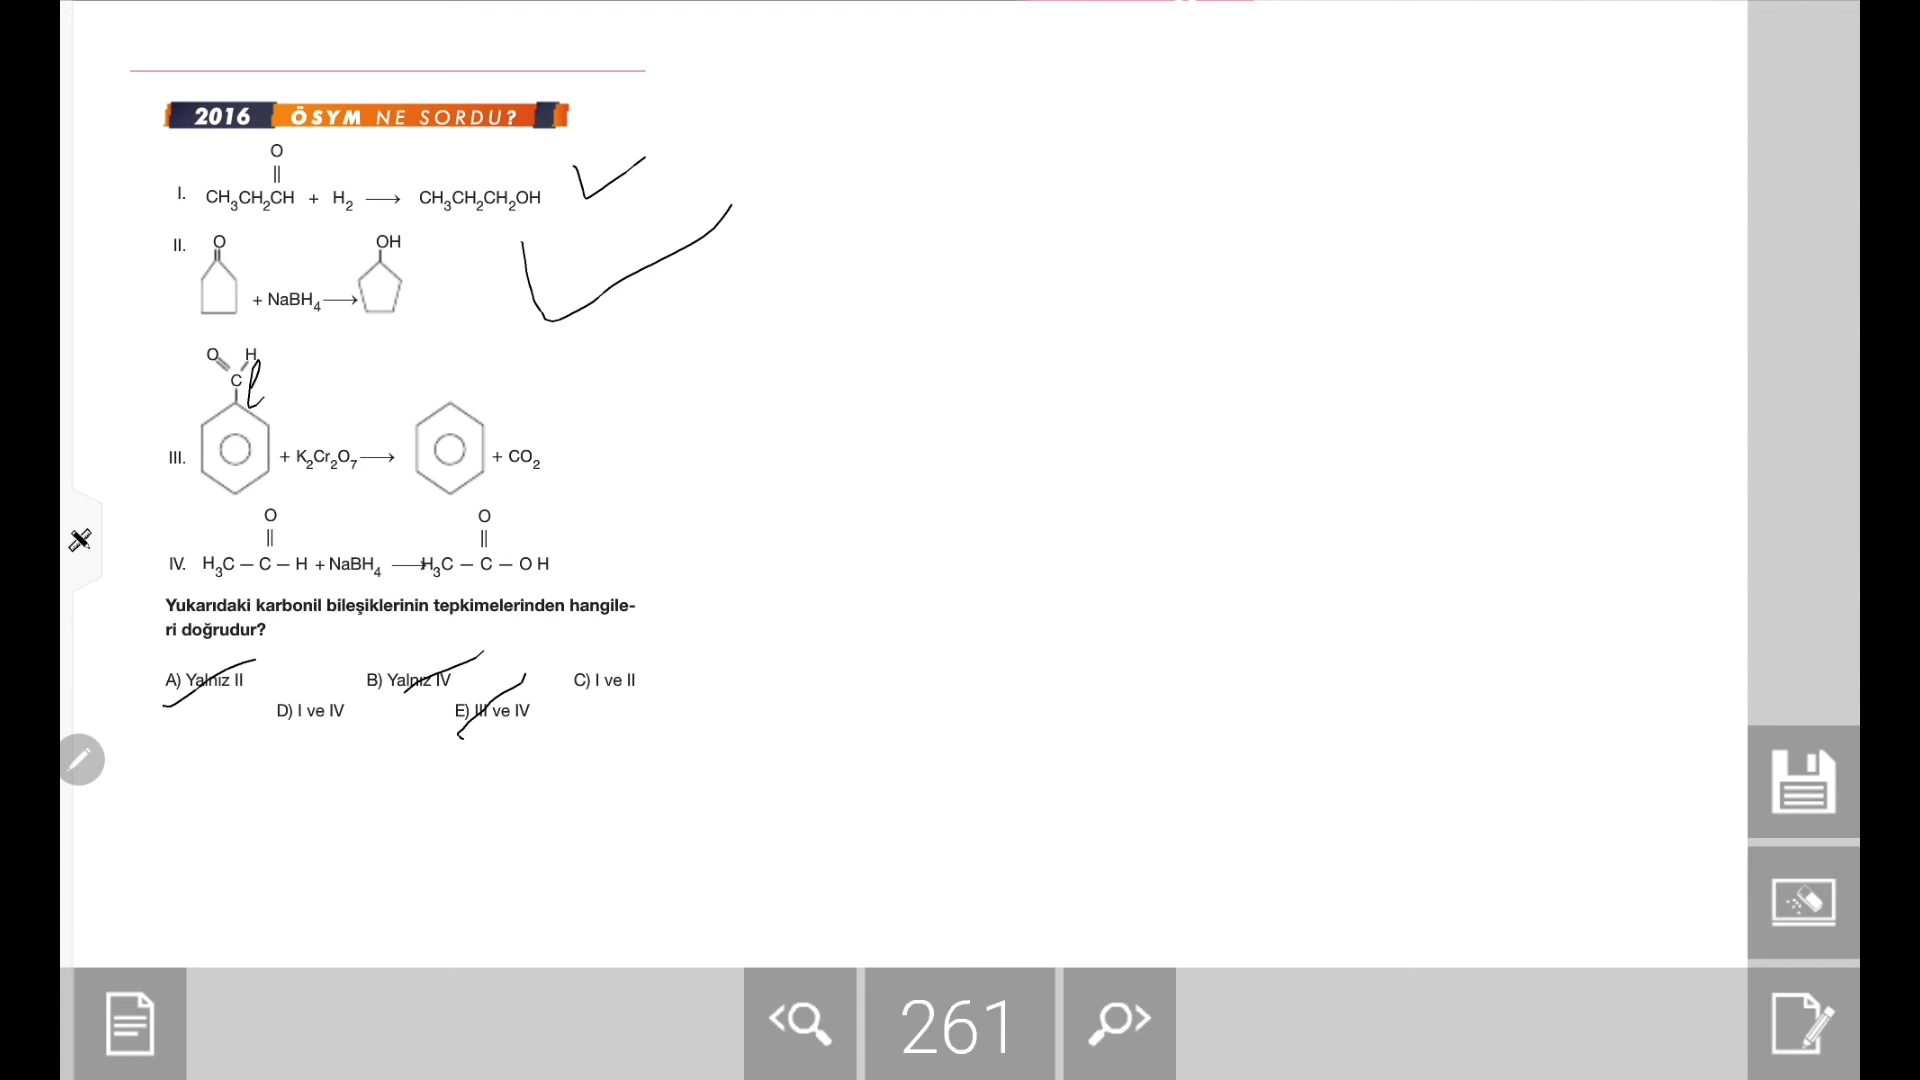 2016 ÖSYM NE SORDU?
O
||
I. CH3CH2CH + H2 ⟶ CH3CH2CH2OH
II. O OH
+ NaBH4 ⟶
O H
C
III. + K2Cr2O7 ⟶ + CO2
O O
|| ||
IV. H3C – C – H + NaBH4 ⟶ H3C – C – O H
Yukarıdaki karbonil bileşiklerinin tepkimelerinden hangile-
ri doğrudur?
A) Yalnız II B) Yalnız IV C) I ve II
D) I ve IV E) III ve IV
261